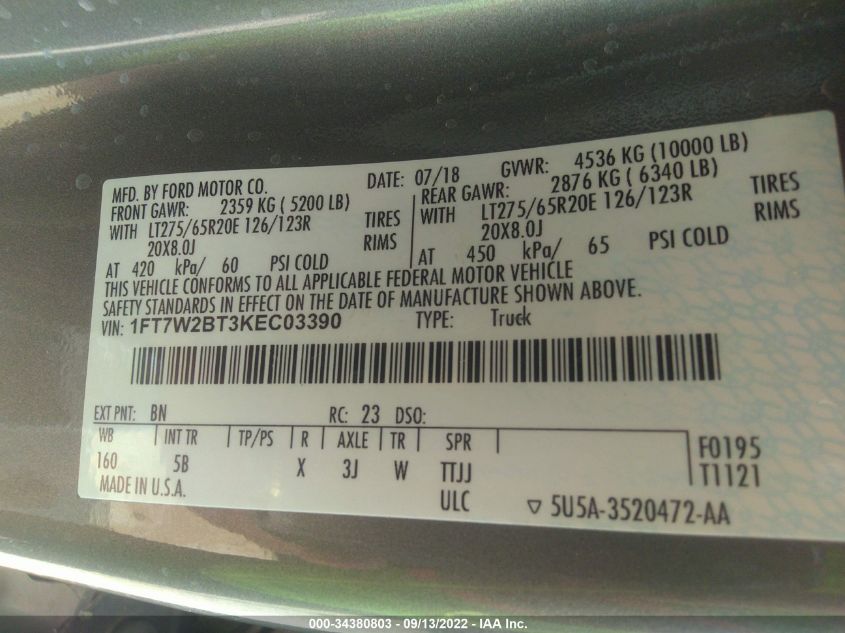 MFD. BY FORD MOTOR CO. DATE: 07/18 GVWR: 4536 KG (10000 LB)
FRONT GAWR: 2359 KG ( 5200 LB) REAR GAWR: 2876 KG ( 6340 LB)
WITH LT275/65R20E 126/123R TIRES WITH LT275/65R20E 126/123R TIRES
20X8.0J RIMS 20X8.0J RIMS
AT 420 kPa/ 60 PSI COLD AT 450 kPa/ 65 PSI COLD
THIS VEHICLE CONFORMS TO ALL APPLICABLE FEDERAL MOTOR VEHICLE
SAFETY STANDARDS IN EFFECT ON THE DATE OF MANUFACTURE SHOWN ABOVE.
VIN: 1FT7W2BT3KEC03390 TYPE: Truck
EXT PNT: BN RC: 23 DSO:
WB INT TR TP/PS R AXLE TR SPR F0195
160 5B X 3J W TTJJ T1121
MADE IN U.S.A. ULC ▽ 5U5A-3520472-AA
000-34380803 - 09/13/2022 - IAA Inc.